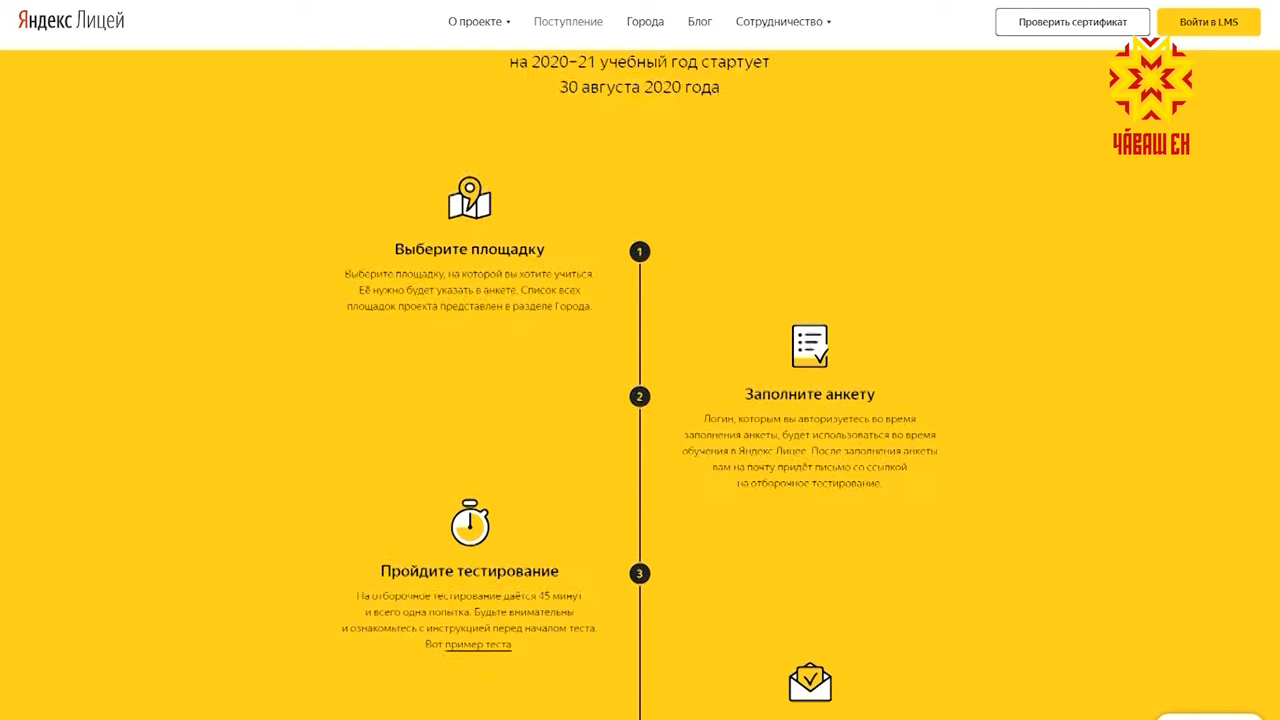 Яндекс Лицей
О проекте
Поступление
Города
Блог
Сотрудничество
Проверить сертификат
Войти в LMS
на 2020–21 учебный год стартует
30 августа 2020 года
ЧӐВАШ ЕН
Выберите площадку
1
Выберите площадку, на которой вы хотите учиться.
Её нужно будет указать в анкете. Список всех
площадок проекта представлен в разделе Города.
Заполните анкету
2
Логин, которым вы авторизуетесь во время
заполнения анкеты, будет использоваться во время
обучения в Яндекс.Лицее. После заполнения анкеты
вам на почту придёт письмо со ссылкой
на отборочное тестирование.
Пройдите тестирование
3
На отборочное тестирование даётся 45 минут
и всего одна попытка. Будьте внимательны
и ознакомьтесь с инструкцией перед началом теста.
Вот пример теста